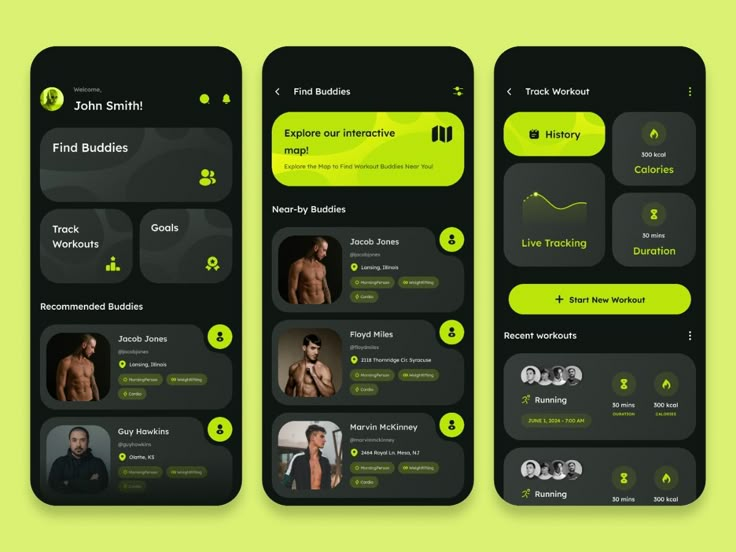 Welcome,
John Smith!
Find Buddies
Track
Workouts
Goals
Recommended Buddies
Jacob Jones
@jacobjones
Lansing, Illinois
MorningPerson
Weightlifting
Cardio
Guy Hawkins
@guyhawkins
Olathe, KS
MorningPerson
Weightlifting
Cardio
Find Buddies
Explore our interactive
map!
Explore the Map to Find Workout Buddies Near You!
Near-by Buddies
Jacob Jones
@jacobjones
Lansing, Illinois
MorningPerson
Weightlifting
Cardio
Floyd Miles
@floydmiles
2118 Thornridge Cir. Syracuse
MorningPerson
Weightlifting
Cardio
Marvin McKinney
@marvinmckinney
2464 Royal Ln. Mesa, NJ
MorningPerson
Weightlifting
Cardio
Track Workout
History
300 kcal
Calories
Live Tracking
30 mins
Duration
+ Start New Workout
Recent workouts
Running
JUNE 1, 2024 - 7:00 AM
30 mins
DURATION
300 kcal
CALORIES
Running
30 mins
300 kcal